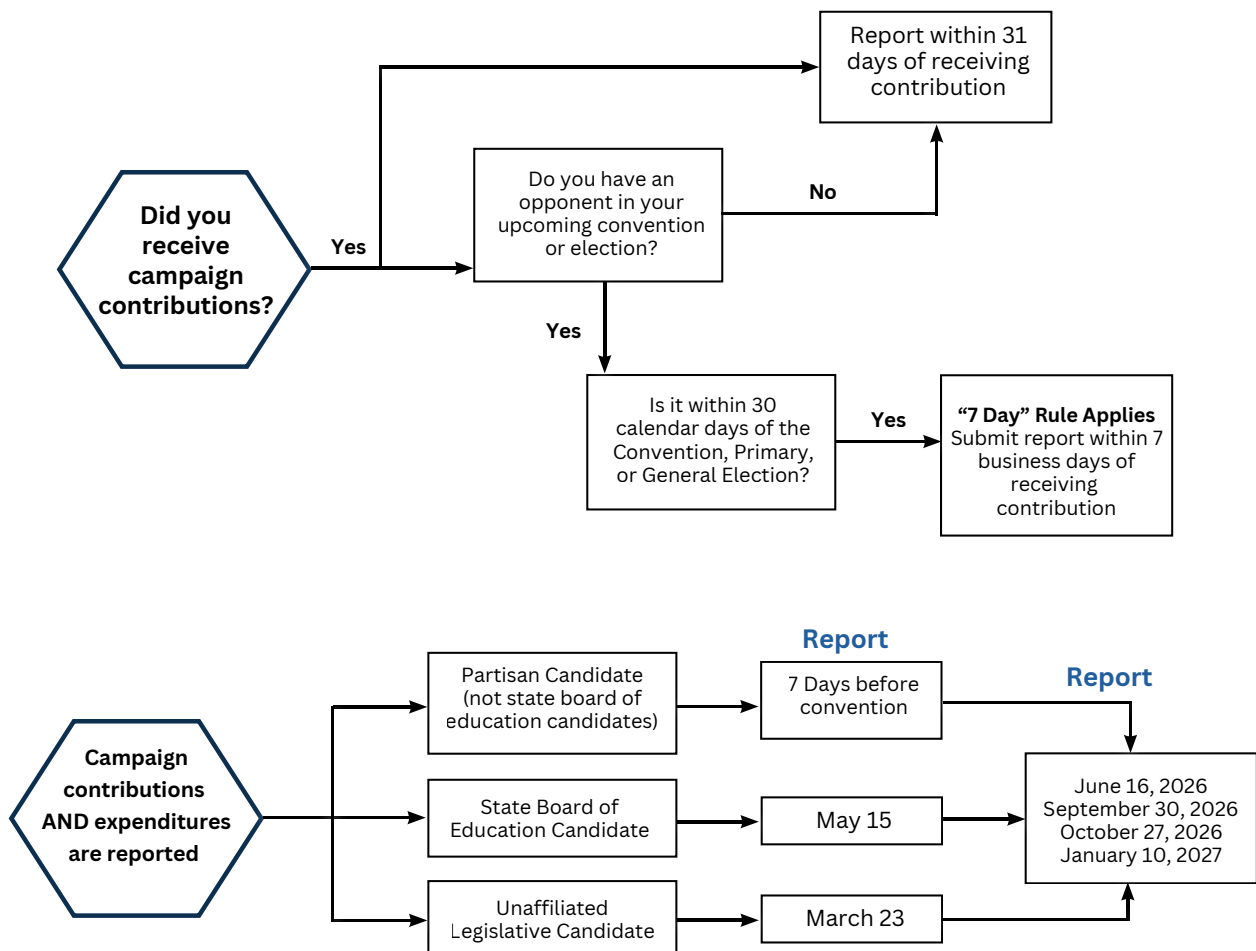 Report within 31
days of receiving
contribution
Did you
receive
campaign
contributions?
Yes
Do you have an
opponent in your
upcoming convention
or election?
No
Yes
Is it within 30
calendar days of the
Convention, Primary,
or General Election?
Yes
“7 Day” Rule Applies
Submit report within 7
business days of
receiving
contribution
Report
Report
Campaign
contributions
AND expenditures
are reported
Partisan Candidate
(not state board of
education candidates)
7 Days before
convention
State Board of
Education Candidate
May 15
Unaffiliated
Legislative Candidate
March 23
June 16, 2026
September 30, 2026
October 27, 2026
January 10, 2027